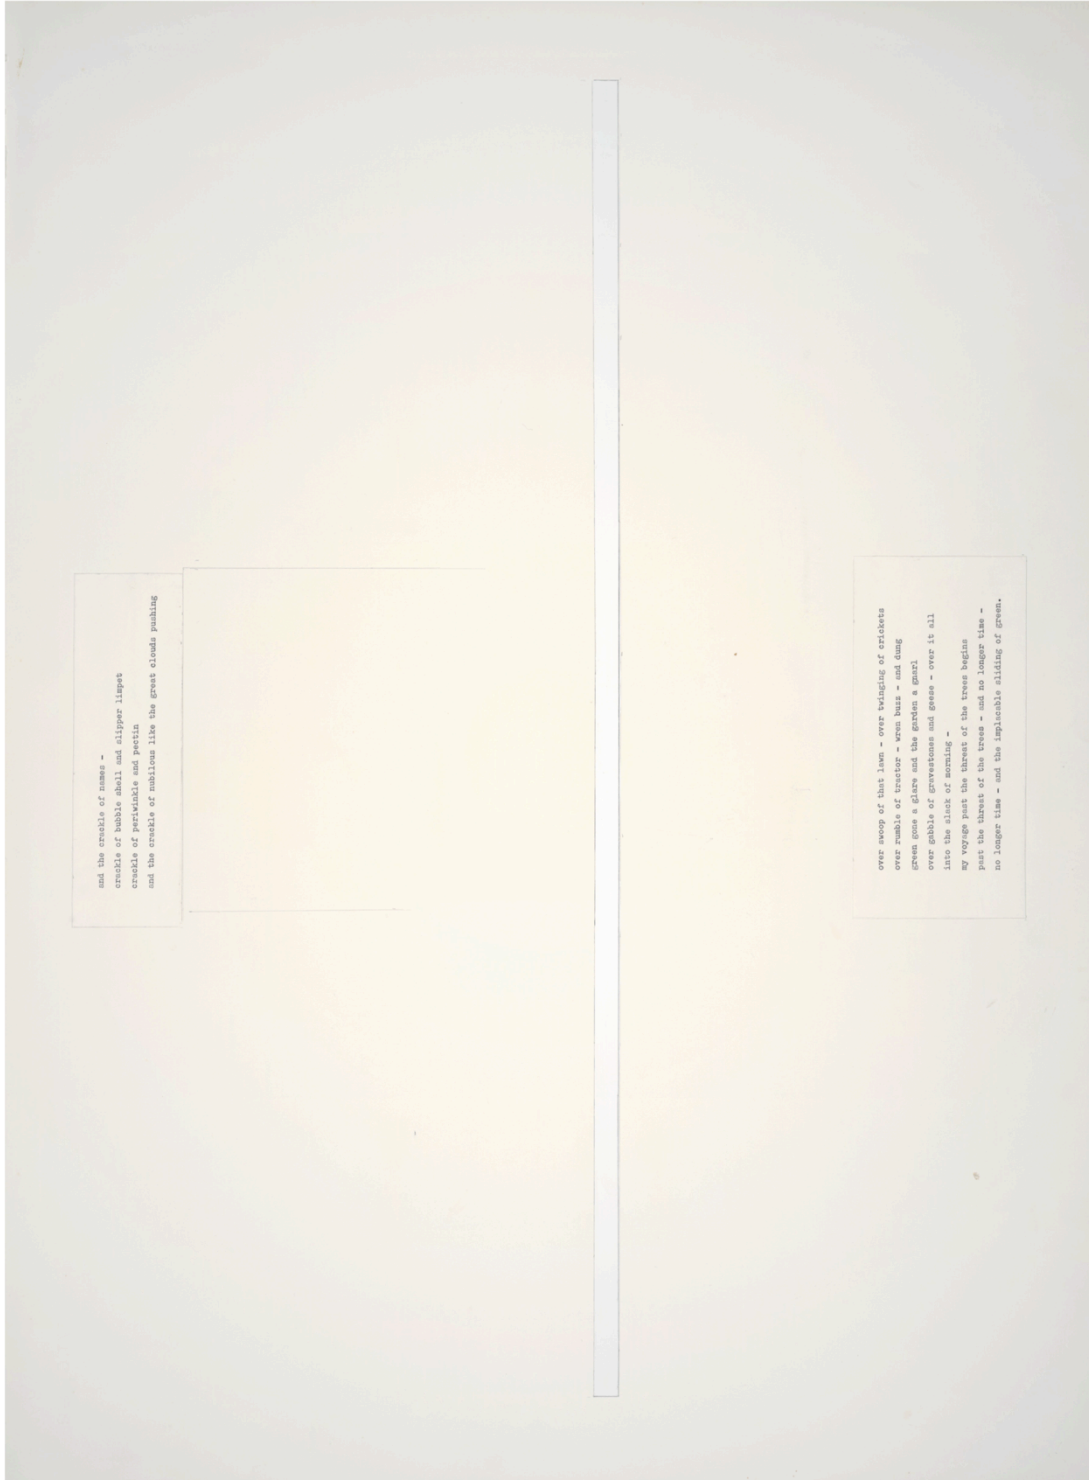 and the crackle of names -
crackle of bubble shell and slipper limpet
crackle of periwinkle and pectin
and the crackle of nubilous like the great clouds pushing
over swoop of that lawn - over twinging of crickets
over rumble of tractor - wren buzz - and dung
green gone a glare and the garden a gnarl
over gabble of gravestones and geese - over it all
into the slack of morning -
my voyage past the threat of the trees begins
past the threat of the trees - and no longer time -
no longer time - and the implacable sliding of green.